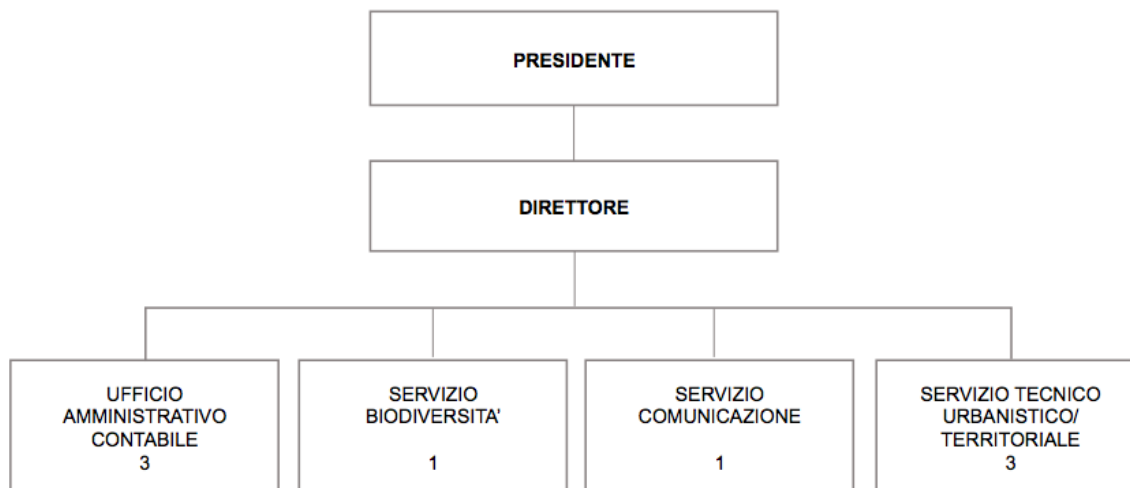 PRESIDENTE
DIRETTORE
UFFICIO
AMMINISTRATIVO
CONTABILE
3
SERVIZIO
BIODIVERSITA'
1
SERVIZIO
COMUNICAZIONE
1
SERVIZIO TECNICO
URBANISTICO/
TERRITORIALE
3